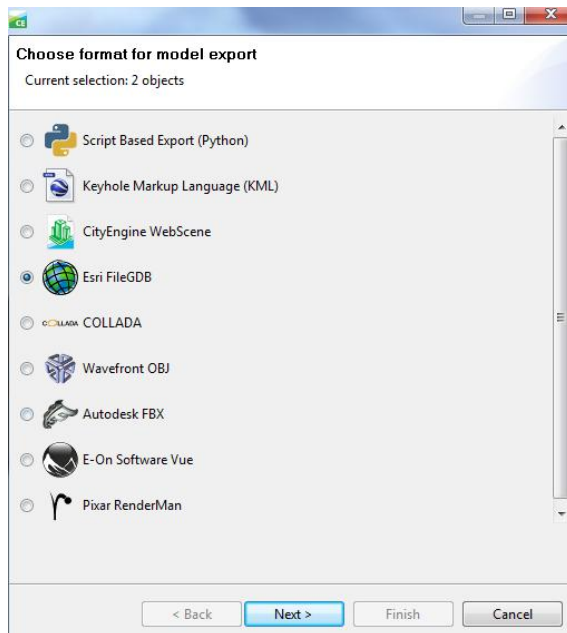 CE
Choose format for model export
Current selection: 2 objects
Script Based Export (Python)
Keyhole Markup Language (KML)
CityEngine WebScene
Esri FileGDB
COLLADA COLLADA
Wavefront OBJ
Autodesk FBX
E-On Software Vue
Pixar RenderMan
< Back Next > Finish Cancel